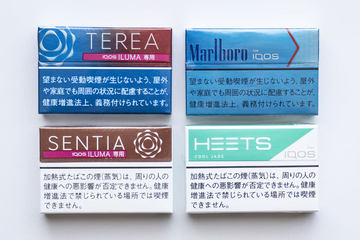 TEREA
IQOS ILUMA 専用
望まない受動喫煙が生じないよう、屋外
や家庭でも周囲の状況に配慮することが、
健康増進法上、義務付けられています。
Marlboro
FOR IQOS
望まない受動喫煙が生じないよう、屋外
や家庭でも周囲の状況に配慮することが、
健康増進法上、義務付けられています。
SENTIA
IQOS ILUMA 専用
加熱式たばこの煙(蒸気)は、周りの人の
健康への悪影響が否定できません。健康
増進法で禁じられている場所では喫煙
できません。
HEETS
COOL JADE
IQOS
加熱式たばこの煙(蒸気)は、周りの人の
健康への悪影響が否定できません。健康
増進法で禁じられている場所では喫煙
できません。